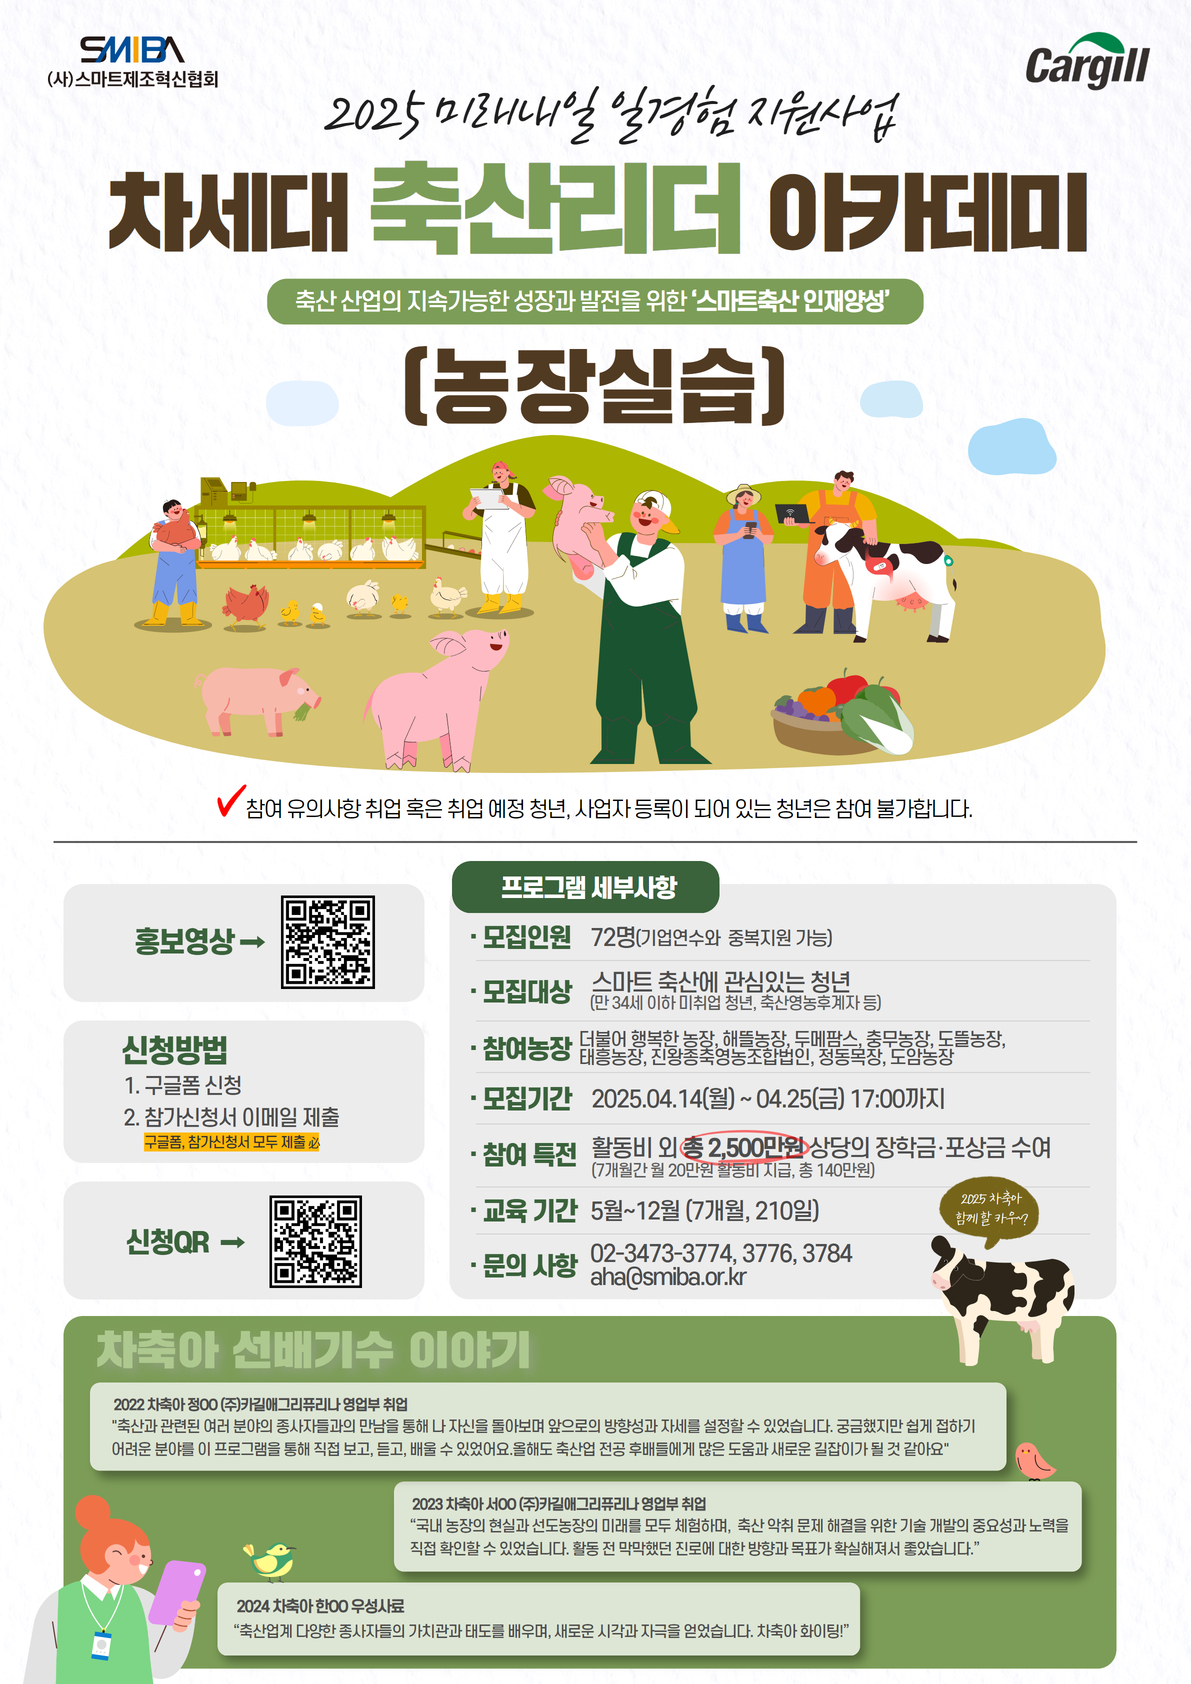 SMIBA
(사)스마트제조혁신협회
Cargill
2025 미래내일 일경험 지원사업
차세대 축산리더 아카데미
축산 산업의 지속가능한 성장과 발전을 위한 ‘스마트축산 인재양성’
(농장실습)
참여 유의사항 취업 혹은 취업 예정 청년, 사업자 등록이 되어 있는 청년은 참여 불가합니다.
홍보영상 →
신청방법
1. 구글폼 신청
2. 참가신청서 이메일 제출
구글폼, 참가신청서 모두 제출 必
신청QR →
프로그램 세부사항
· 모집인원 72명(기업연수와 중복지원 가능)
· 모집대상 스마트 축산에 관심있는 청년
(만 34세 이하 미취업 청년, 축산영농후계자 등)
· 참여농장 더불어 행복한 농장, 해뜰농장, 두메팜스, 충무농장, 도뜰농장,
태흥농장, 진왕종축영농조합법인, 정동목장, 도암농장
· 모집기간 2025.04.14(월) ~ 04.25(금) 17:00까지
· 참여 특전 활동비 외 총 2,500만원 상당의 장학금·포상금 수여
(7개월간 월 20만원 활동비 지급, 총 140만원)
· 교육 기간 5월~12월 (7개월, 210일)
· 문의 사항 02-3473-3774, 3776, 3784
aha@smiba.or.kr
2025 차축아
함께 할 카우~?
차축아 선배기수 이야기
2022 차축아 정OO (주)카길애그리퓨리나 영업부 취업
"축산과 관련된 여러 분야의 종사자들과의 만남을 통해 나 자신을 돌아보며 앞으로의 방향성과 자세를 설정할 수 있었습니다. 궁금했지만 쉽게 접하기
어려운 분야를 이 프로그램을 통해 직접 보고, 듣고, 배울 수 있었어요.올해도 축산업 전공 후배들에게 많은 도움과 새로운 길잡이가 될 것 같아요"
2023 차축아 서OO (주)카길애그리퓨리나 영업부 취업
“국내 농장의 현실과 선도농장의 미래를 모두 체험하며, 축산 악취 문제 해결을 위한 기술 개발의 중요성과 노력을
직접 확인할 수 있었습니다. 활동 전 막막했던 진로에 대한 방향과 목표가 확실해져서 좋았습니다.”
2024 차축아 한OO 우성사료
“축산업계 다양한 종사자들의 가치관과 태도를 배우며, 새로운 시각과 자극을 얻었습니다. 차축아 화이팅!”